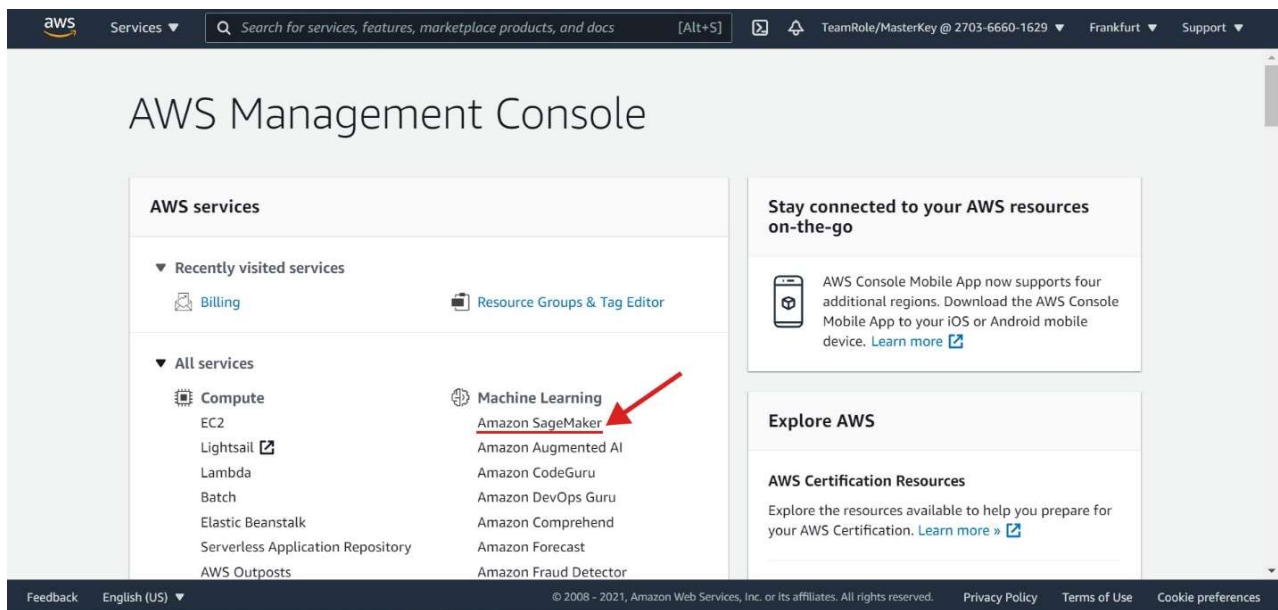 aws
Services
Search for services, features, marketplace products, and docs
[Alt+S]
TeamRole/MasterKey @ 2703-6660-1629
Frankfurt
Support
AWS Management Console
AWS services
Recently visited services
Billing
Resource Groups & Tag Editor
All services
Compute
EC2
Lightsail
Lambda
Batch
Elastic Beanstalk
Serverless Application Repository
AWS Outposts
Machine Learning
Amazon SageMaker
Amazon Augmented AI
Amazon CodeGuru
Amazon DevOps Guru
Amazon Comprehend
Amazon Forecast
Amazon Fraud Detector
Stay connected to your AWS resources
on-the-go
AWS Console Mobile App now supports four
additional regions. Download the AWS Console
Mobile App to your iOS or Android mobile
device. Learn more
Explore AWS
AWS Certification Resources
Explore the resources available to help you prepare for
your AWS Certification. Learn more »
Feedback
English (US)
© 2008 - 2021, Amazon Web Services, Inc. or its affiliates. All rights reserved.
Privacy Policy
Terms of Use
Cookie preferences